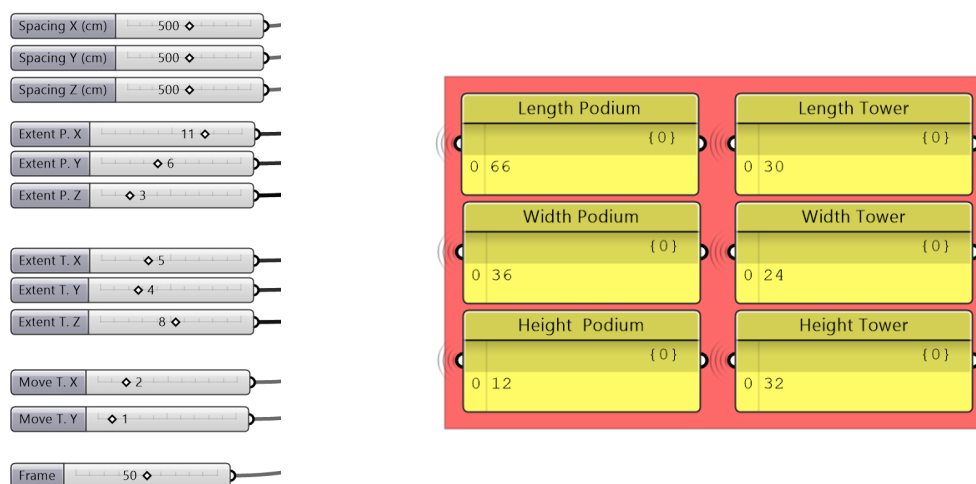 Spacing X (cm) 500
Spacing Y (cm) 500
Spacing Z (cm) 500
Extent P. X 11
Extent P. Y 6
Extent P. Z 3
Extent T. X 5
Extent T. Y 4
Extent T. Z 8
Move T. X 2
Move T. Y 1
Frame 50
Length Podium
{0}
0 66
Length Tower
{0}
0 30
Width Podium
{0}
0 36
Width Tower
{0}
0 24
Height Podium
{0}
0 12
Height Tower
{0}
0 32